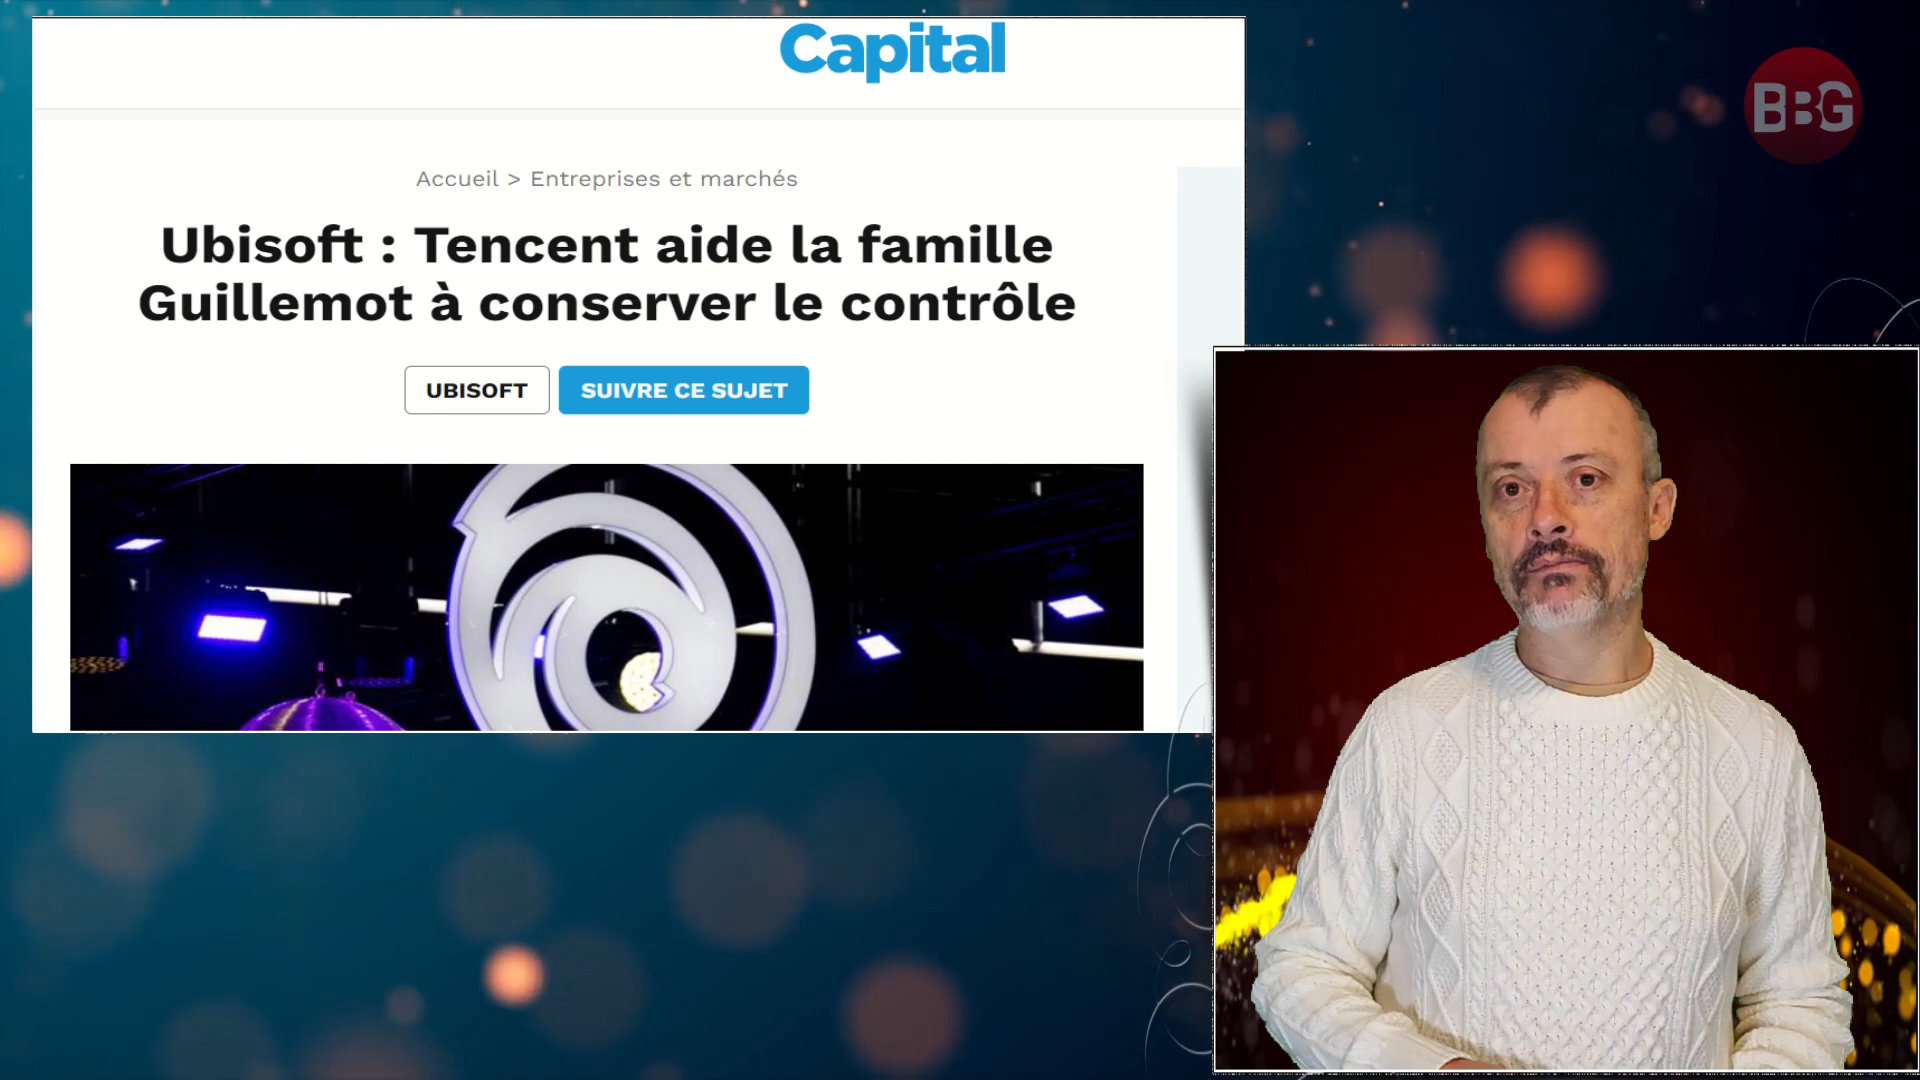 Capital
BBG
Accueil > Entreprises et marchés
Ubisoft : Tencent aide la famille
Guillemot à conserver le contrôle
UBISOFT
SUIVRE CE SUJET